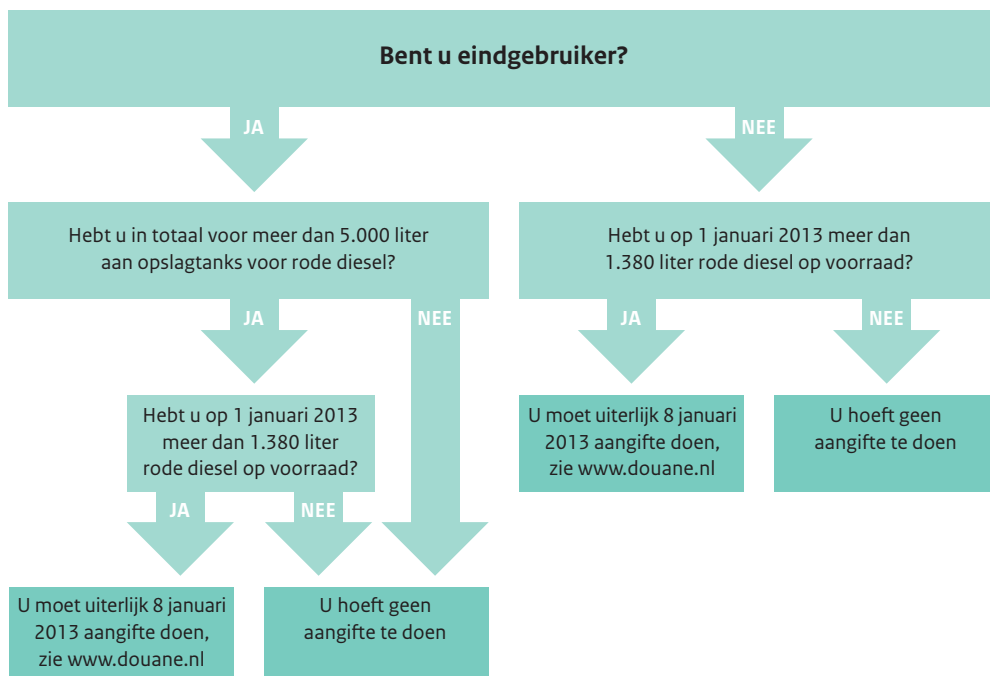 Bent u eindgebruiker?
JA
NEE
Hebt u in totaal voor meer dan 5.000 liter
aan opslagtanks voor rode diesel?
Hebt u op 1 januari 2013 meer dan
1.380 liter rode diesel op voorraad?
JA
NEE
JA
NEE
Hebt u op 1 januari 2013
meer dan 1.380 liter
rode diesel op voorraad?
U moet uiterlijk 8 januari
2013 aangifte doen,
zie www.douane.nl
U hoeft geen
aangifte te doen
JA
NEE
U moet uiterlijk 8 januari
2013 aangifte doen,
zie www.douane.nl
U hoeft geen
aangifte te doen